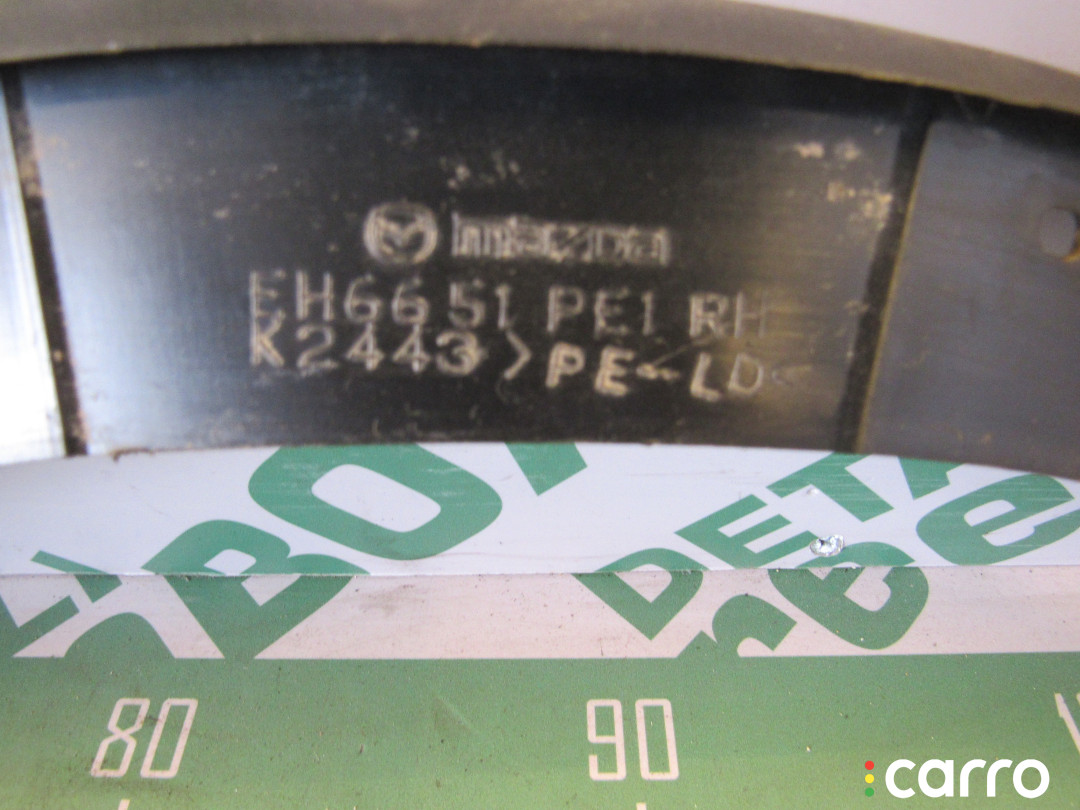 mazda
EH66 51 PE1 RH
K2443 >PE-LD<
80 90
carro